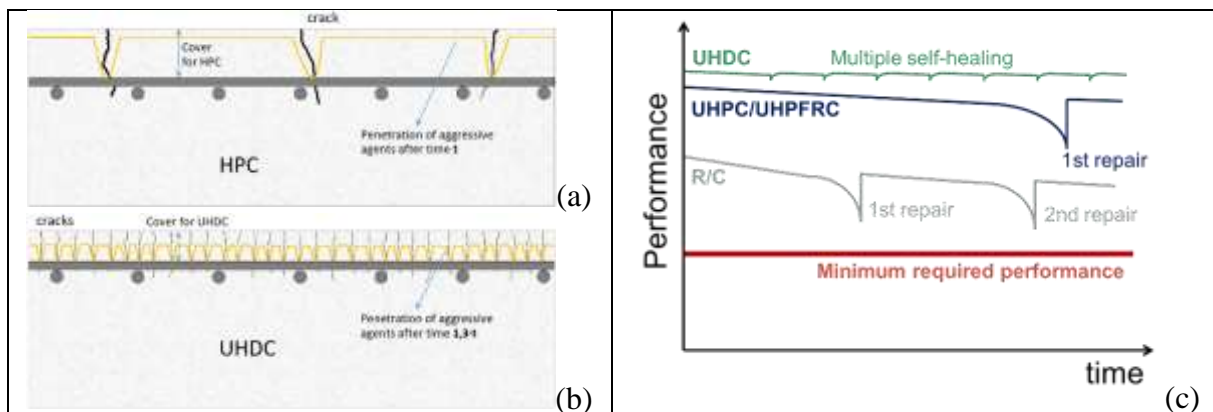 crack
Cover
for HPC
Penetration of aggressive
agents after time t
HPC
(a)
cracks
Cover for UHDC
Penetration of aggressive
agents after time 1,3·t
UHDC
(b)
UHDC
Multiple self-healing
UHPC/UHPFRC
1st repair
R/C
1st repair
2nd repair
Minimum required performance
Performance
time
(c)